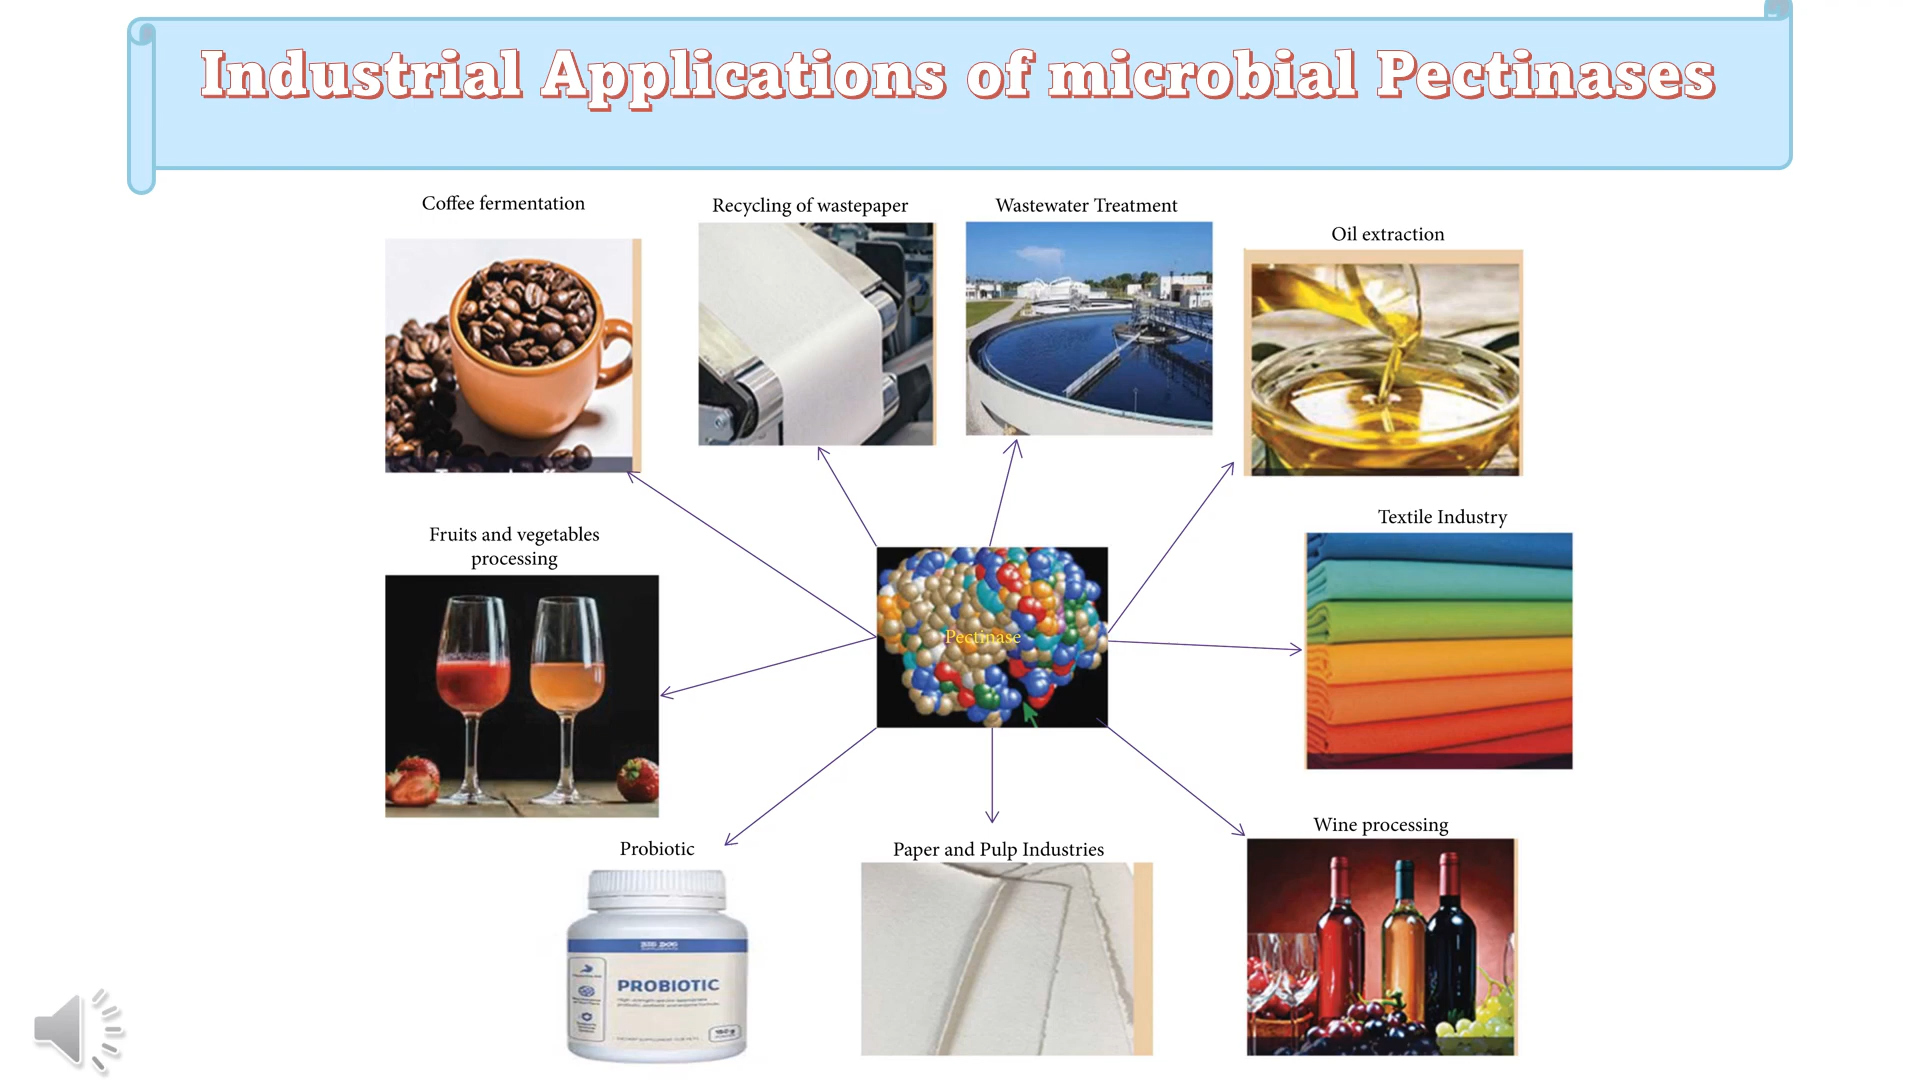 Industrial Applications of microbial Pectinases
Coffee fermentation
Recycling of wastepaper
Wastewater Treatment
Oil extraction
Fruits and vegetables
processing
Pectinase
Textile Industry
Probiotic
Paper and Pulp Industries
Wine processing
PROBIOTIC